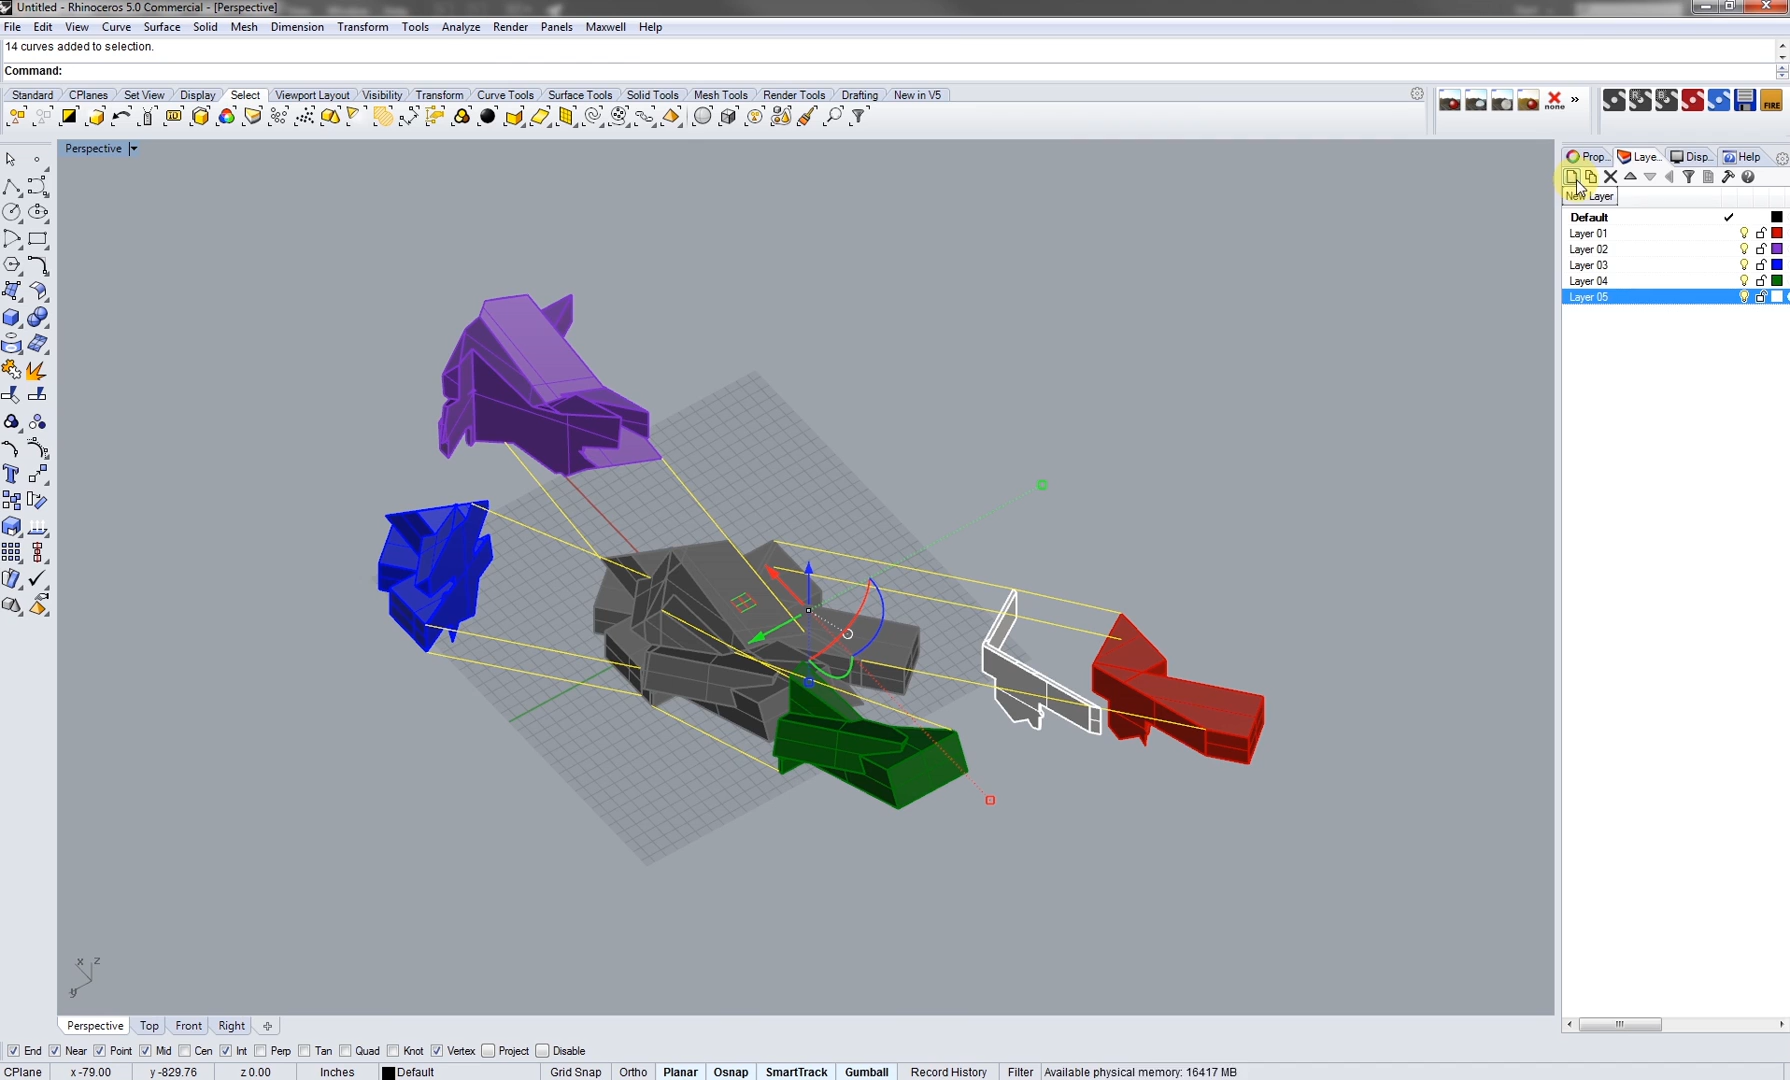 Untitled - Rhinoceros 5.0 Commercial - [Perspective]
File Edit View Curve Surface Solid Mesh Dimension Transform Tools Analyze Render Panels Maxwell Help
14 curves added to selection.
Command:
Standard CPlanes Set View Display Select Viewport Layout Visibility Transform Curve Tools Surface Tools Solid Tools Mesh Tools Render Tools Drafting New in V5
none
FIRE
Perspective
Prop... Laye... Disp... Help
New Layer
Default
Layer 01
Layer 02
Layer 03
Layer 04
Layer 05
x z
y
Perspective Top Front Right
End Near Point Mid Cen Int Perp Tan Quad Knot Vertex Project Disable
CPlane x -79.00 y -829.76 z 0.00 Inches Default Grid Snap Ortho Planar Osnap SmartTrack Gumball Record History Filter Available physical memory: 16417 MB